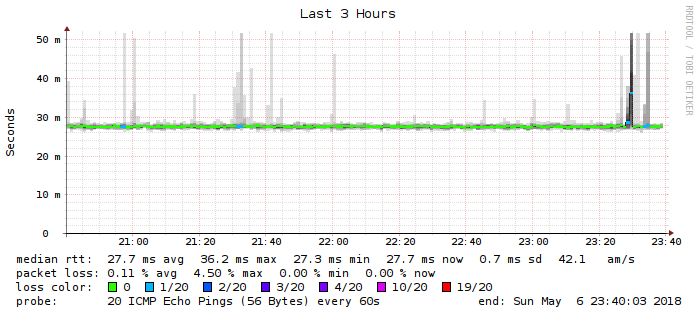 Last 3 Hours
RRDTOOL / TOBI OETIKER
Seconds
50 m
40 m
30 m
20 m
10 m
0
21:00 21:20 21:40 22:00 22:20 22:40 23:00 23:20 23:40
median rtt: 27.7 ms avg 36.2 ms max 27.3 ms min 27.7 ms now 0.7 ms sd 42.1 am/s
packet loss: 0.11 % avg 4.50 % max 0.00 % min 0.00 % now
loss color: 0 1/20 2/20 3/20 4/20 10/20 19/20
probe: 20 ICMP Echo Pings (56 Bytes) every 60s end: Sun May 6 23:40:03 2018